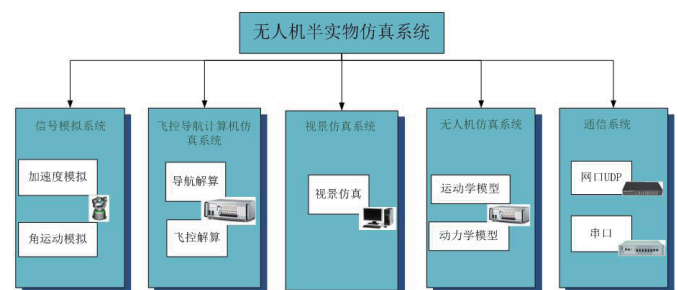 无人机半实物仿真系统
信号模拟系统
加速度模拟
角运动模拟
飞控导航计算机仿
真系统
导航解算
飞控解算
视景仿真系统
视景仿真
无人机仿真系统
运动学模型
动力学模型
通信系统
网口UDP
串口